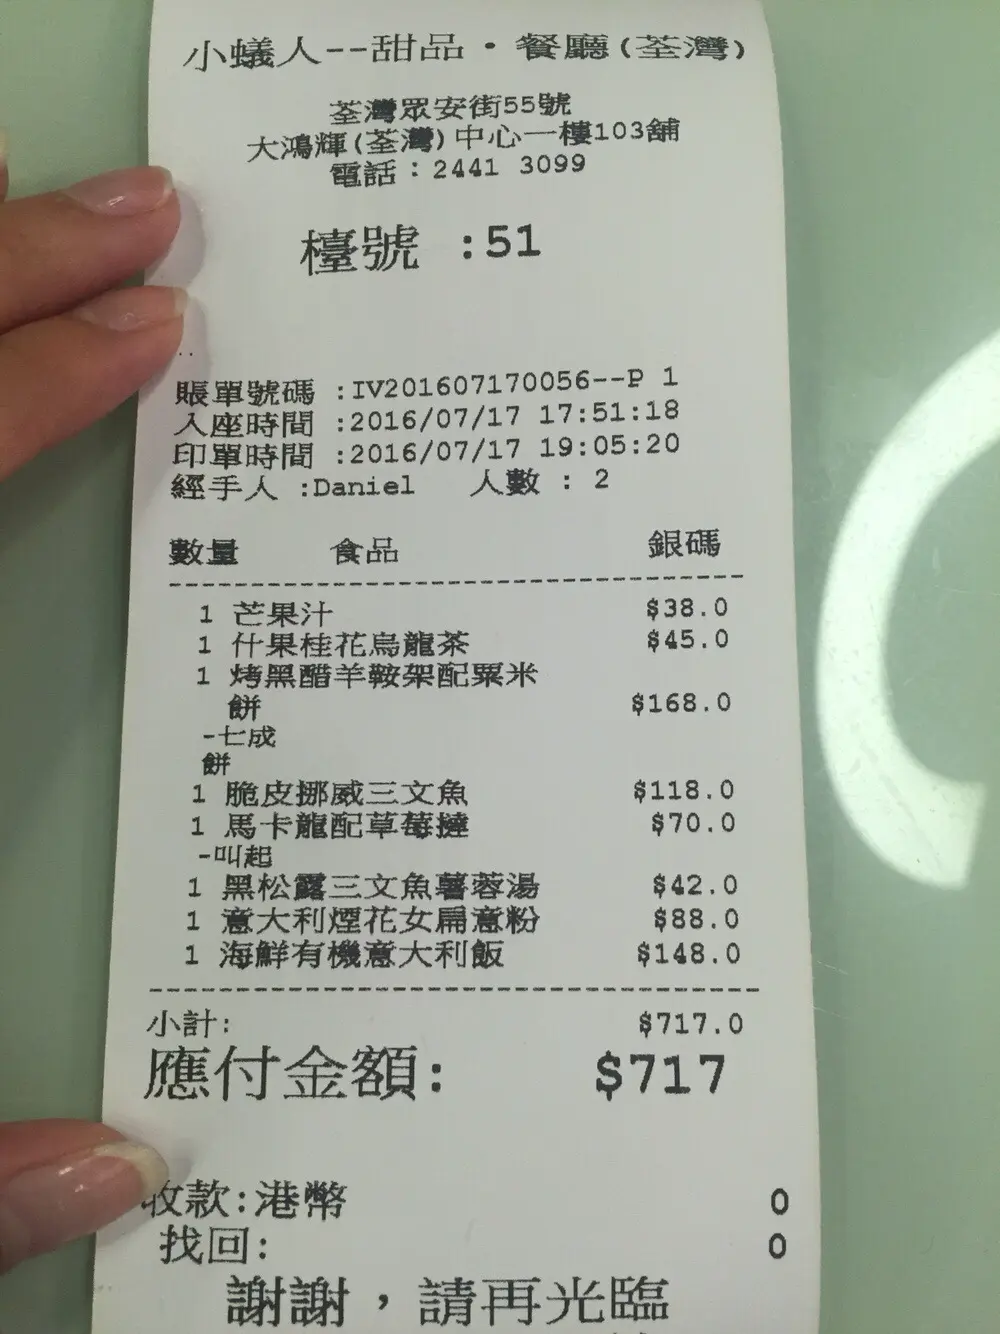 小蟻人--甜品·餐廳(荃灣)
荃灣眾安街55號
大鴻輝(荃灣)中心一樓103舖
電話：2441 3099
檯號 :51
賬單號碼 :IV201607170056--P 1
入座時間 :2016/07/17 17:51:18
印單時間 :2016/07/17 19:05:20
經手人 :Daniel 人數 : 2
數量 食品 銀碼
1 芒果汁 $38.0
1 什果桂花烏龍茶 $45.0
1 烤黑醋羊鞍架配粟米
餅 $168.0
-七成
餅
1 脆皮挪威三文魚 $118.0
1 馬卡龍配草莓撻 $70.0
-叫起
1 黑松露三文魚薯蓉湯 $42.0
1 意大利煙花女扁意粉 $88.0
1 海鮮有機意大利飯 $148.0
小計: $717.0
應付金額: $717
收款:港幣 0
找回: 0
謝謝，請再光臨